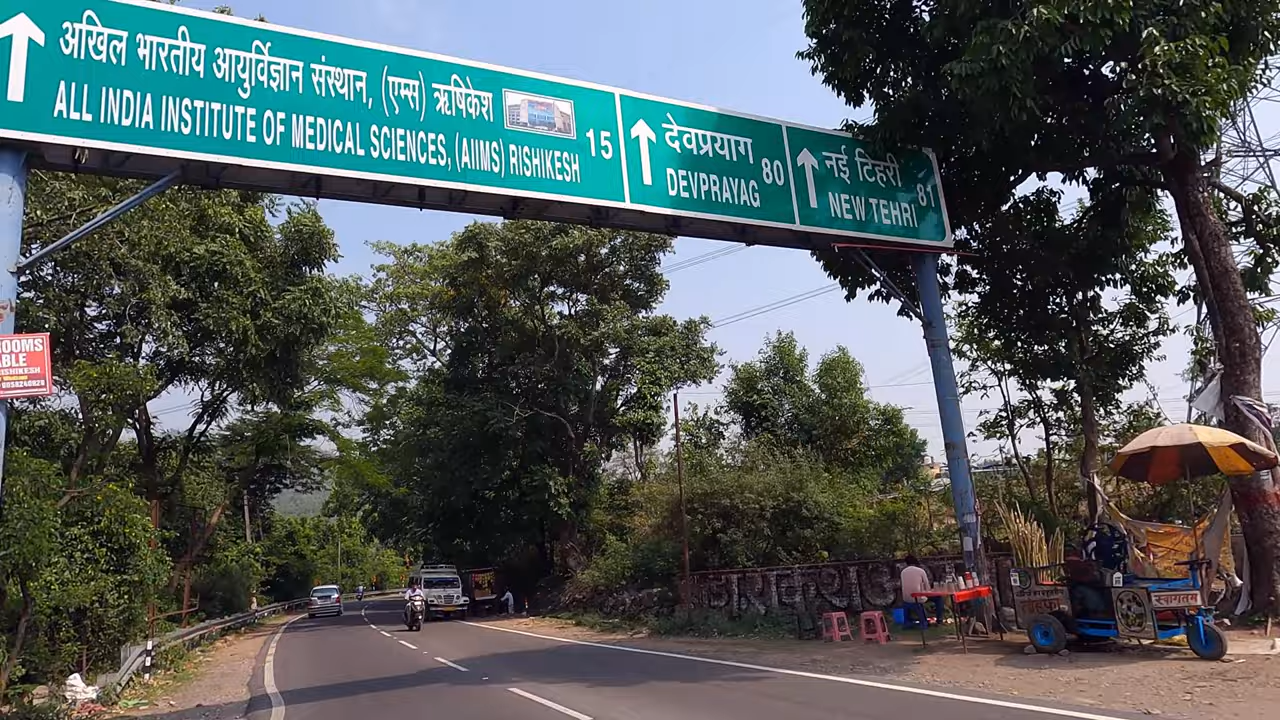 अखिल भारतीय आयुर्विज्ञान संस्थान, (एम्स) ऋषिकेश
ALL INDIA INSTITUTE OF MEDICAL SCIENCES, (AIIMS) RISHIKESH
15
देवप्रयाग
DEVPRAYAG
80
नई टिहरी
NEW TEHRI
81
ROOMS
ABLE
RISHIKESH
स्वागतम